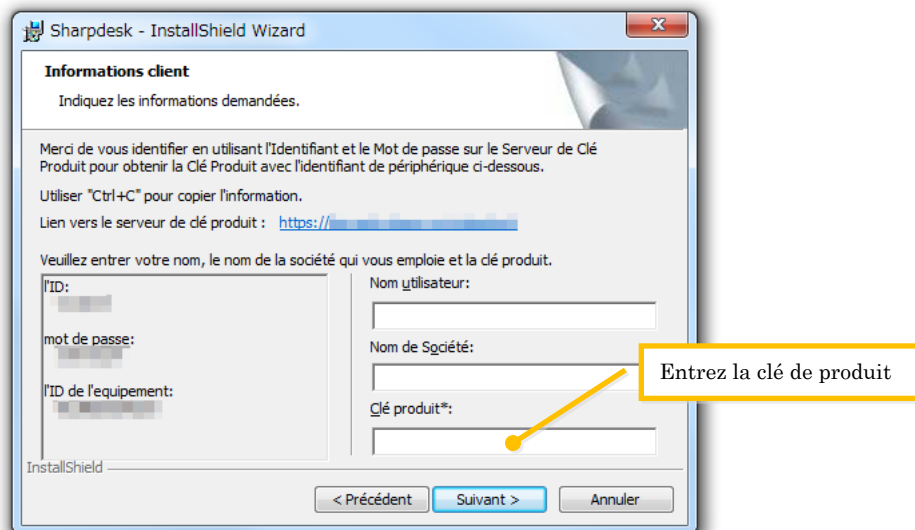 Sharpdesk - InstallShield Wizard
Informations client
Indiquez les informations demandées.
Merci de vous identifier en utilisant l'Identifiant et le Mot de passe sur le Serveur de Clé
Produit pour obtenir la Clé Produit avec l'identifiant de périphérique ci-dessous.
Utiliser "Ctrl+C" pour copier l'information.
Lien vers le serveur de clé produit : https://
Veuillez entrer votre nom, le nom de la société qui vous emploie et la clé produit.
l'ID:
mot de passe:
l'ID de l'equipement:
Nom utilisateur:
Nom de Société:
Clé produit*:
Entrez la clé de produit
InstallShield
< Précédent
Suivant >
Annuler